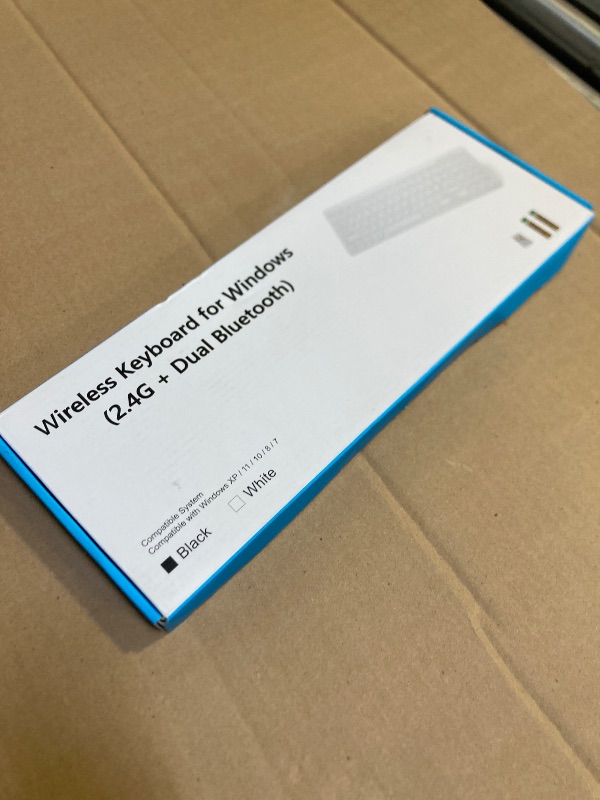 Wireless Keyboard for Windows
(2.4G + Dual Bluetooth)
Compatible System
Compatible with Windows XP / 11 / 10 / 8 / 7
Black
White